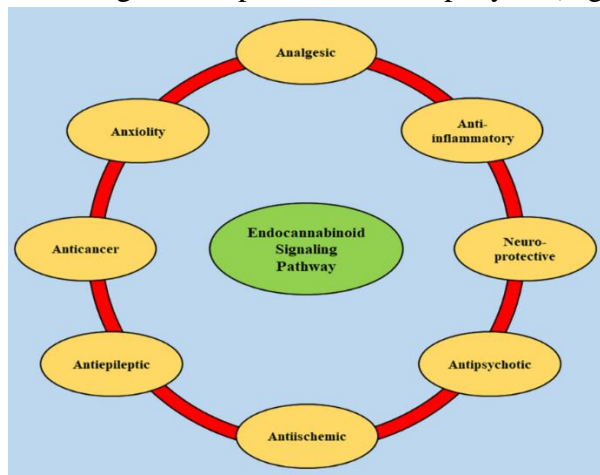 Analgesic
Anxiolity
Anti-
inflammatory
Anticancer
Endocannabinoid
Signaling
Pathway
Neuro-
protective
Antiepileptic
Antipsychotic
Antiischemic